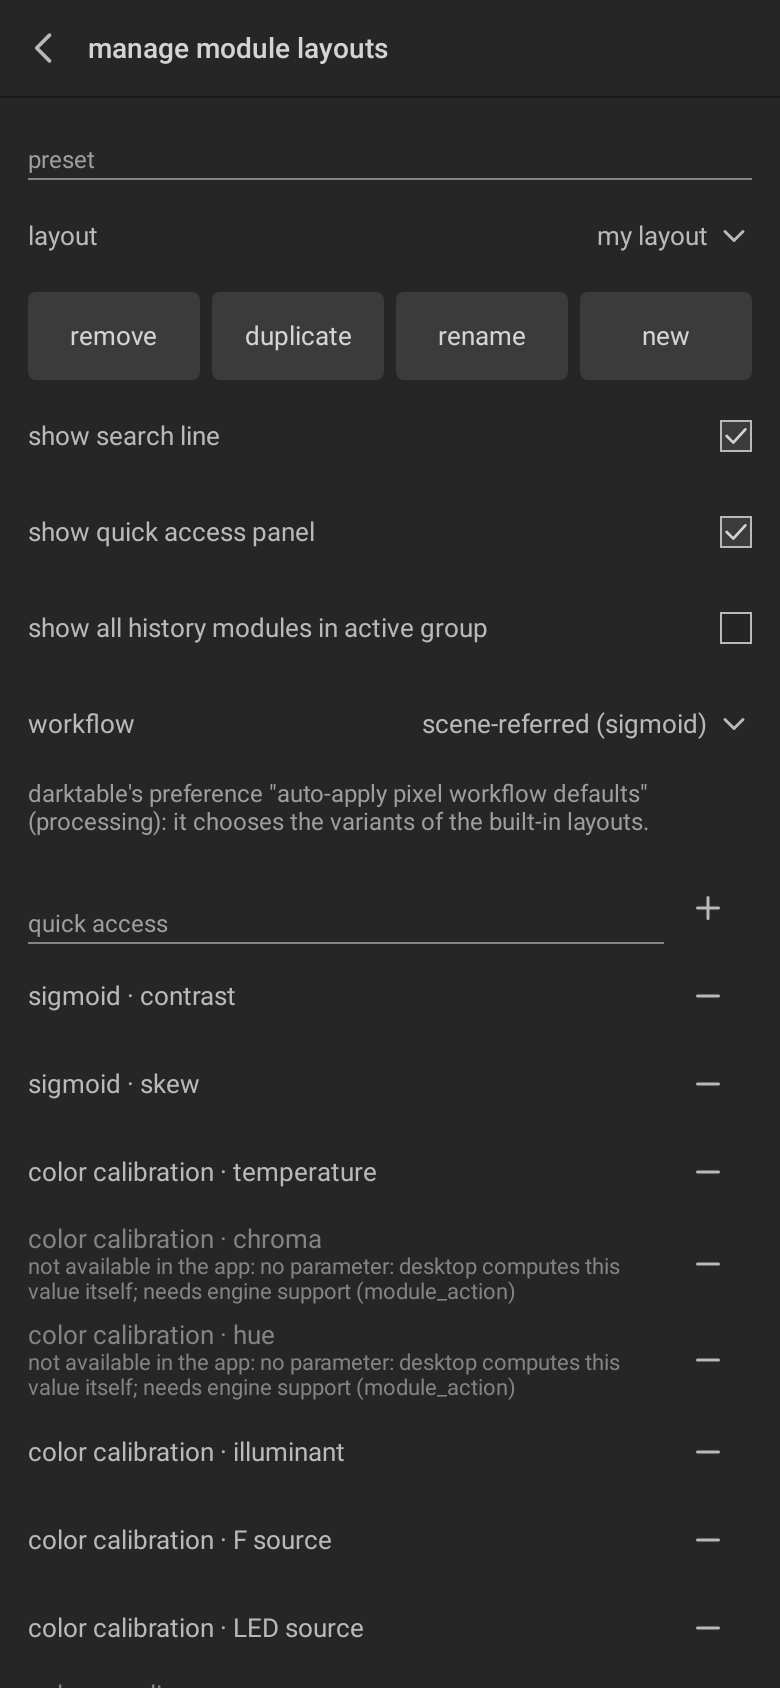 manage module layouts
preset
layout
my layout
remove
duplicate
rename
new
show search line
show quick access panel
show all history modules in active group
workflow
scene-referred (sigmoid)
darktable's preference "auto-apply pixel workflow defaults"
(processing): it chooses the variants of the built-in layouts.
quick access
sigmoid · contrast
sigmoid · skew
color calibration · temperature
color calibration · chroma
not available in the app: no parameter: desktop computes this
value itself; needs engine support (module_action)
color calibration · hue
not available in the app: no parameter: desktop computes this
value itself; needs engine support (module_action)
color calibration · illuminant
color calibration · F source
color calibration · LED source